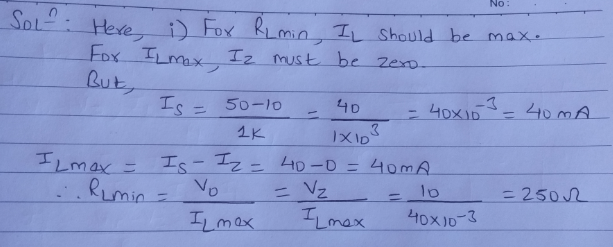 No:
Solⁿ: Here, i) For RLmin, IL should be max.
For ILmax, IZ must be zero.
But,
IS = 50-10 / 1K = 40 / 1×10³ = 40×10⁻³ = 40 mA
ILmax = IS - IZ = 40-0 = 40mA
∴ RLmin = VO / ILmax = VZ / ILmax = 10 / 40×10-3 = 250Ω